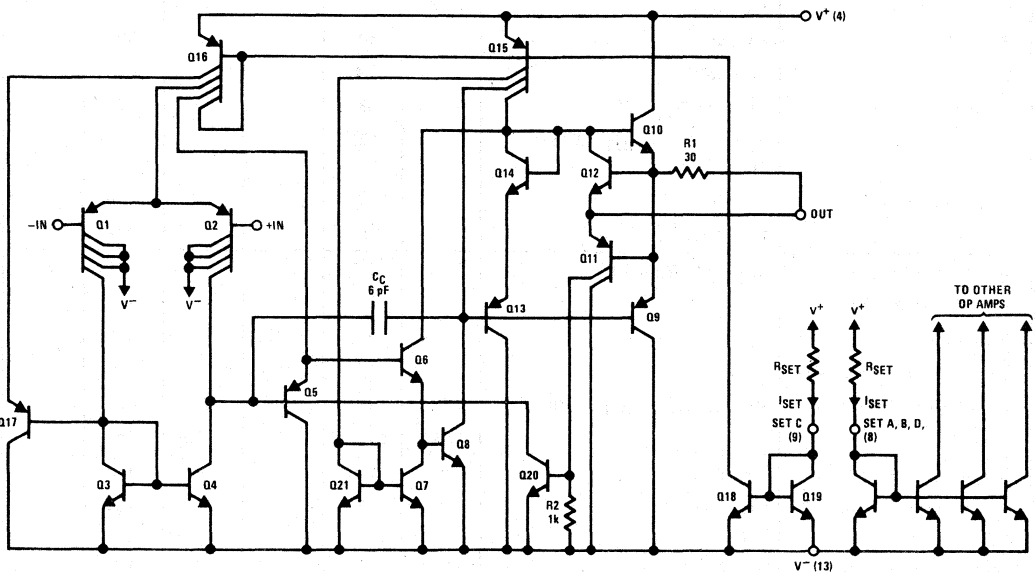 V+ (4)
Q16
Q15
Q10
R1
30
Q14
Q12
OUT
-IN
Q1
Q2
+IN
V-
V-
Q11
CC
6 pF
Q13
Q9
TO OTHER
OP AMPS
V+
V+
RSET
RSET
ISET
ISET
SET C
(9)
SET A, B, D,
(8)
Q17
Q5
Q6
Q8
Q3
Q4
Q21
Q7
Q20
R2
1k
Q18
Q19
V- (13)